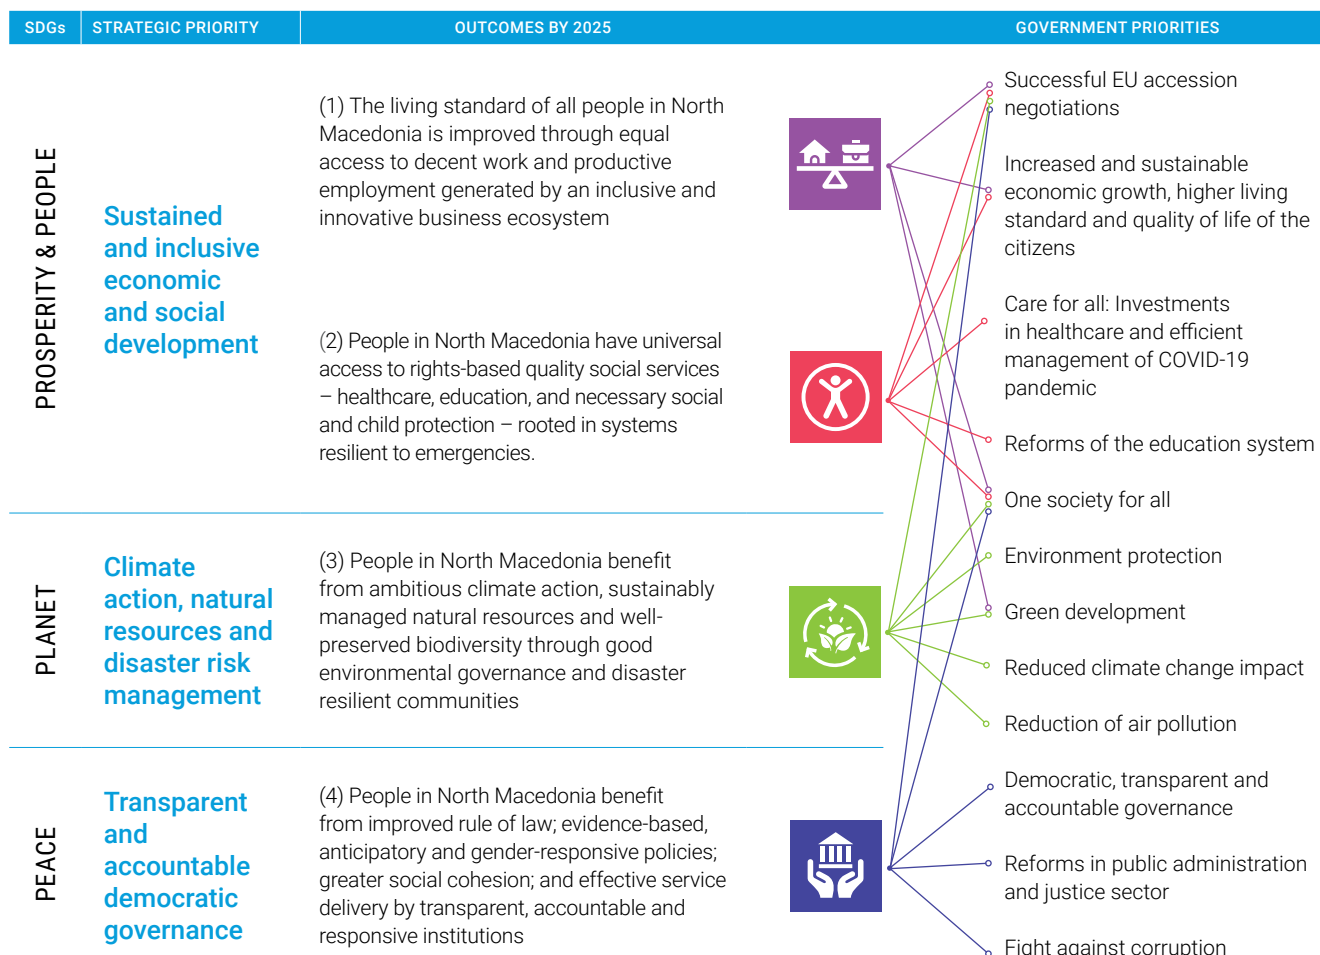 SDGs STRATEGIC PRIORITY OUTCOMES BY 2025 GOVERNMENT PRIORITIES
PROSPERITY & PEOPLE
Sustained
and inclusive
economic
and social
development
(1) The living standard of all people in North
Macedonia is improved through equal
access to decent work and productive
employment generated by an inclusive and
innovative business ecosystem
(2) People in North Macedonia have universal
access to rights-based quality social services
– healthcare, education, and necessary social
and child protection – rooted in systems
resilient to emergencies.
PLANET
Climate
action, natural
resources and
disaster risk
management
(3) People in North Macedonia benefit
from ambitious climate action, sustainably
managed natural resources and well-
preserved biodiversity through good
environmental governance and disaster
resilient communities
PEACE
Transparent
and
accountable
democratic
governance
(4) People in North Macedonia benefit
from improved rule of law; evidence-based,
anticipatory and gender-responsive policies;
greater social cohesion; and effective service
delivery by transparent, accountable and
responsive institutions
Successful EU accession
negotiations
Increased and sustainable
economic growth, higher living
standard and quality of life of the
citizens
Care for all: Investments
in healthcare and efficient
management of COVID-19
pandemic
Reforms of the education system
One society for all
Environment protection
Green development
Reduced climate change impact
Reduction of air pollution
Democratic, transparent and
accountable governance
Reforms in public administration
and justice sector
Fight against corruption